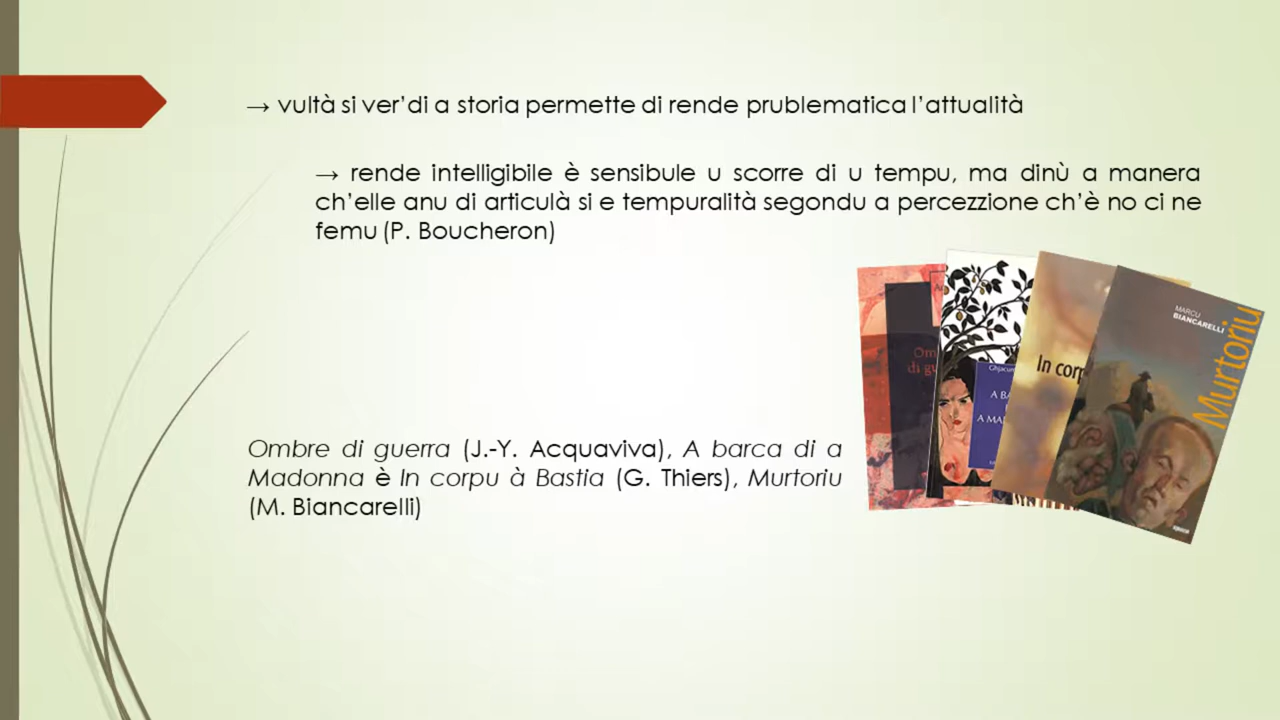 → vultà si ver'di a storia permette di rende prublematica l'attualità
→ rende intelligibile è sensibule u scorre di u tempu, ma dinù a manera
ch'elle anu di articulà si e tempuralità segondu a percezzione ch'è no ci ne
femu (P. Boucheron)
MARCU
BIANCARELLI
Murtoriu
In corp
A MA
Ombre di guerra (J.-Y. Acquaviva), A barca di a
Madonna è In corpu à Bastia (G. Thiers), Murtoriu
(M. Biancarelli)